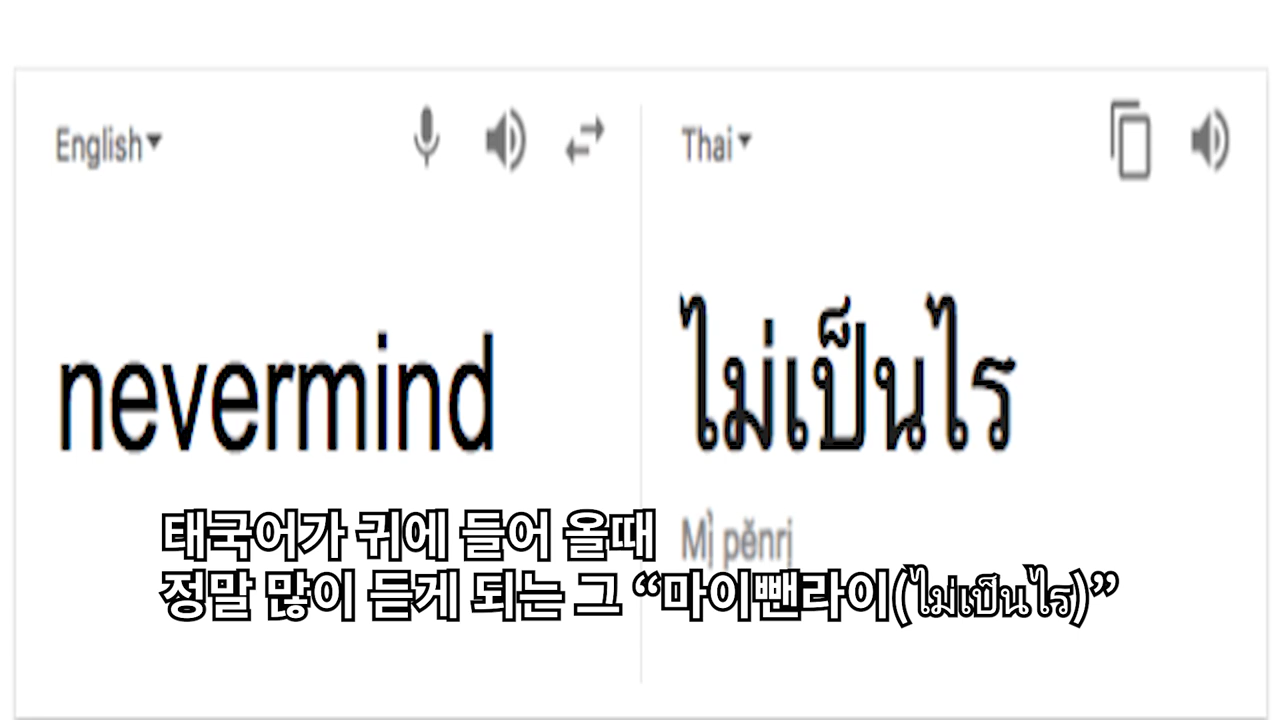 English
Thai
nevermind
ไม่เป็นไร
태국어가 귀에 들어 올때
Mị̀ pĕnrị
정말 많이 듣게 되는 그 “마이뺀라이(ไม่เป็นไร)”